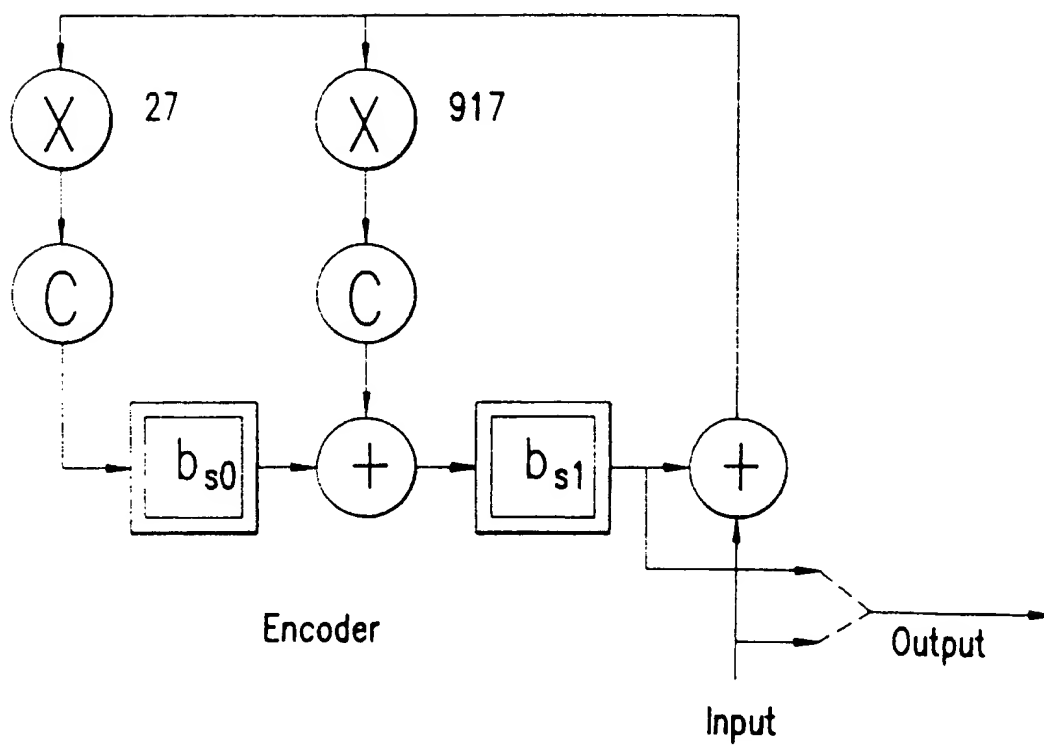 X 27 X 917
C C
b_s0 + b_s1 +
Encoder
Output
Input